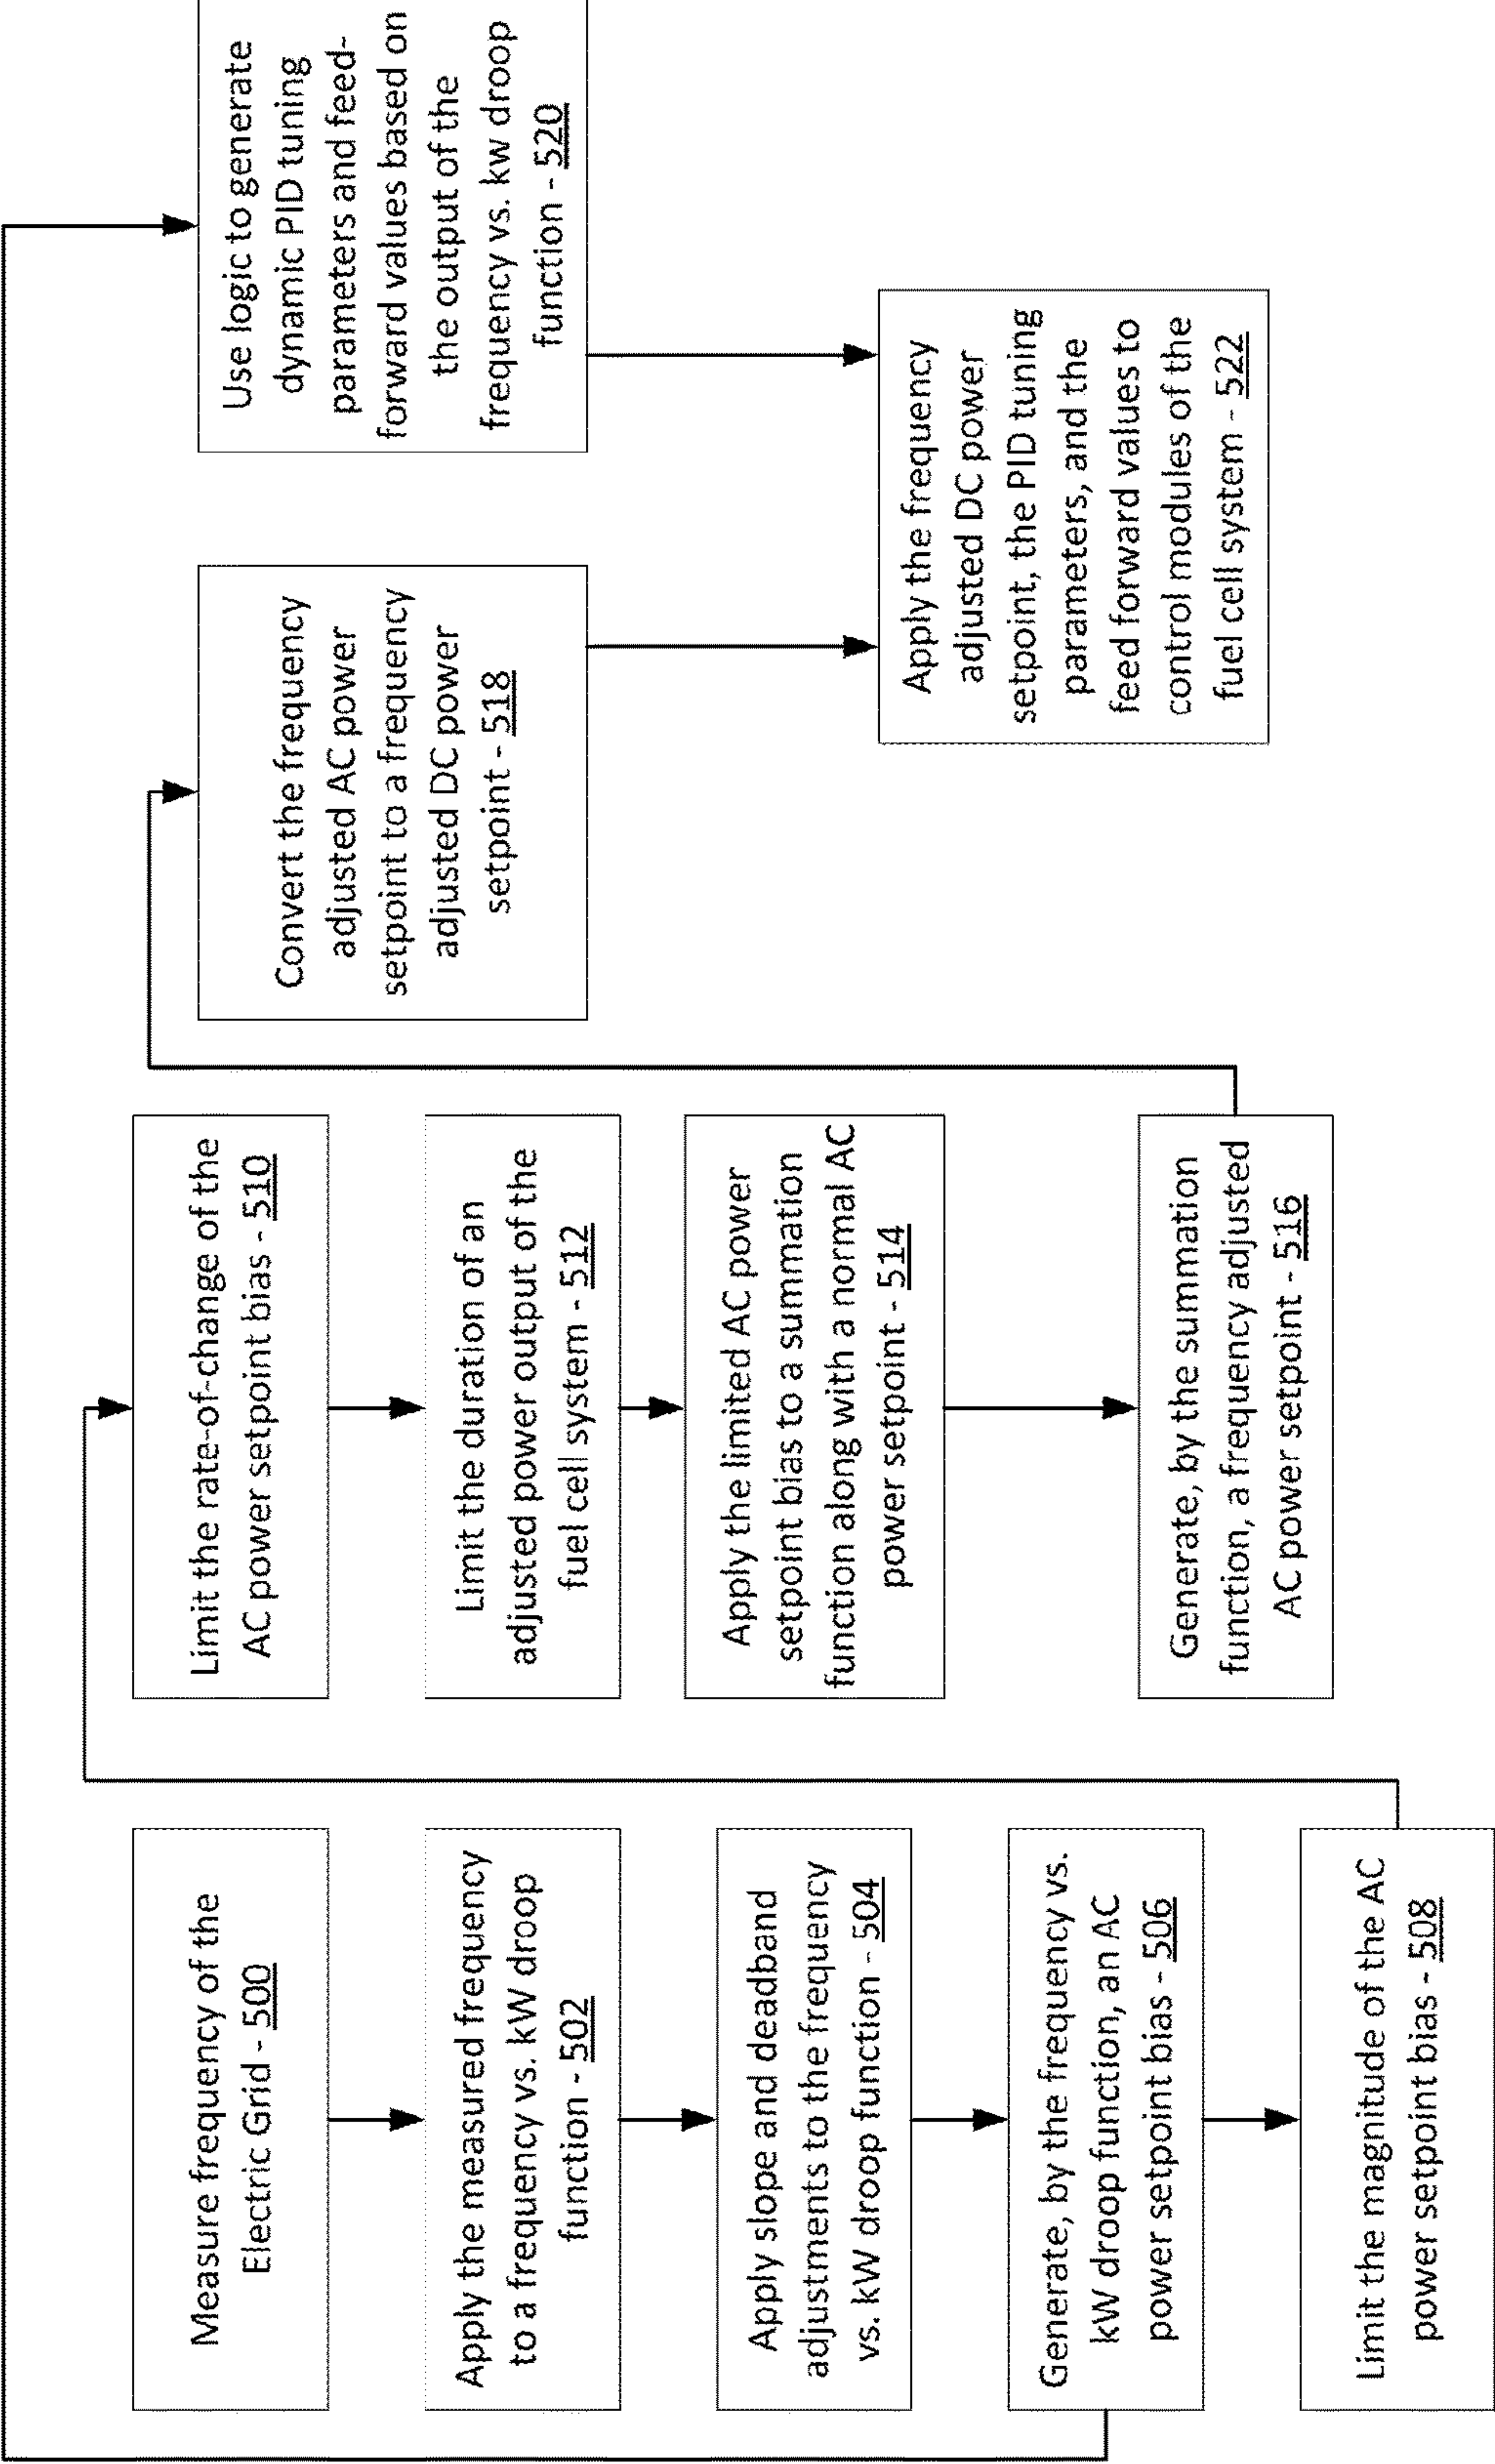 Measure frequency of the
Electric Grid - 500
Apply the measured frequency
to a frequency vs. kW droop
function - 502
Apply slope and deadband
adjustments to the frequency
vs. kW droop function - 504
Generate, by the frequency vs.
kW droop function, an AC
power setpoint bias - 506
Limit the magnitude of the AC
power setpoint bias - 508
Limit the rate-of-change of the
AC power setpoint bias - 510
Limit the duration of an
adjusted power output of the
fuel cell system - 512
Apply the limited AC power
setpoint bias to a summation
function along with a normal AC
power setpoint - 514
Generate, by the summation
function, a frequency adjusted
AC power setpoint - 516
Convert the frequency
adjusted AC power
setpoint to a frequency
adjusted DC power
setpoint - 518
Use logic to generate
dynamic PID tuning
parameters and feed-
forward values based on
the output of the
frequency vs. kw droop
function - 520
Apply the frequency
adjusted DC power
setpoint, the PID tuning
parameters, and the
feed forward values to
control modules of the
fuel cell system - 522